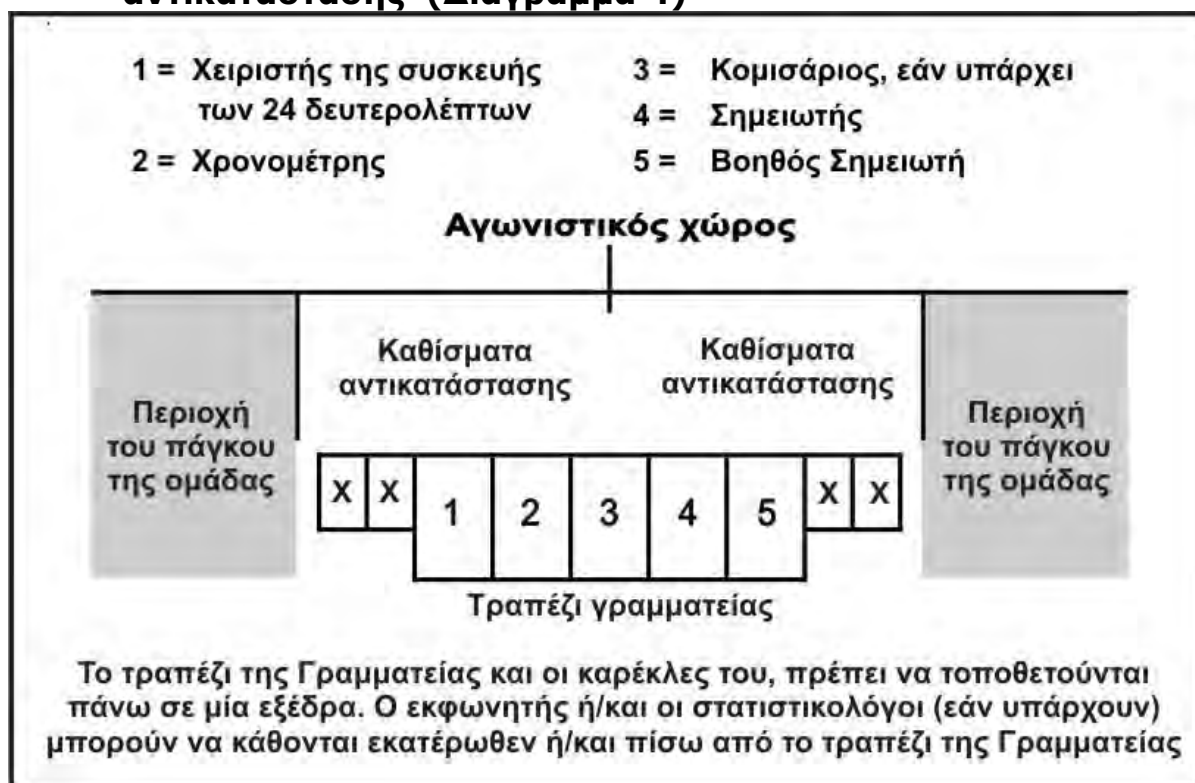 αντικατάστασης (Διάγραμμα 4)
1 = Χειριστής της συσκευής
των 24 δευτερολέπτων
2 = Χρονομέτρης
3 = Κομισάριος, εάν υπάρχει
4 = Σημειωτής
5 = Βοηθός Σημειωτή
Αγωνιστικός χώρος
Καθίσματα
αντικατάστασης
Καθίσματα
αντικατάστασης
Περιοχή
του πάγκου
της ομάδας
X X 1 2 3 4 5 X X
Περιοχή
του πάγκου
της ομάδας
Τραπέζι γραμματείας
Το τραπέζι της Γραμματείας και οι καρέκλες του, πρέπει να τοποθετούνται
πάνω σε μία εξέδρα. Ο εκφωνητής ή/και οι στατιστικολόγοι (εάν υπάρχουν)
μπορούν να κάθονται εκατέρωθεν ή/και πίσω από το τραπέζι της Γραμματείας